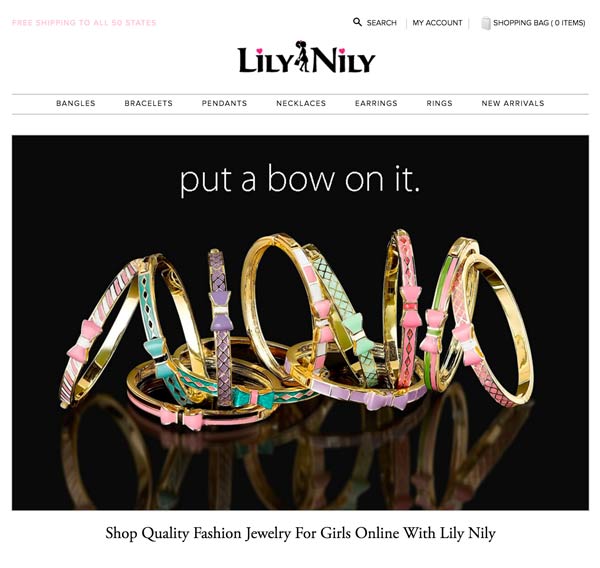 FREE SHIPPING TO ALL 50 STATES
SEARCH MY ACCOUNT SHOPPING BAG ( 0 ITEMS)
LILY NILY
BANGLES BRACELETS PENDANTS NECKLACES EARRINGS RINGS NEW ARRIVALS
put a bow on it.
Shop Quality Fashion Jewelry For Girls Online With Lily Nily